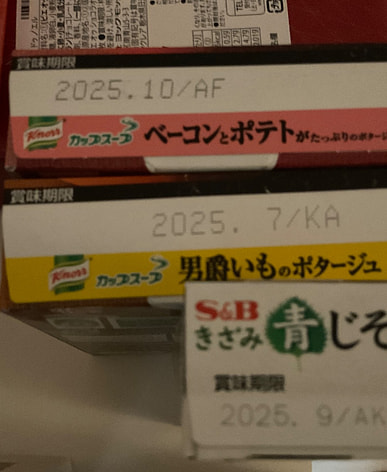 賞味期限
2025.10/AF
Knorr カップスープ ベーコンとポテトがたっぷりのポタージ
賞味期限
2025. 7/KA
Knorr カップスープ 男爵いものポタージュ
S&B
きざみ青じそ
賞味期限
2025. 9/AK